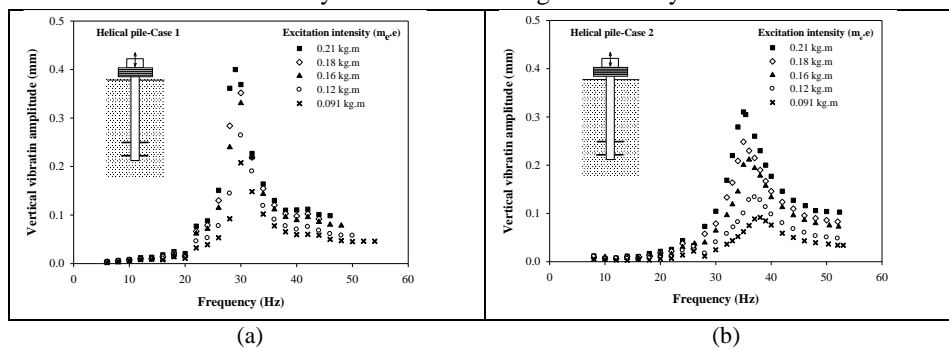 Helical pile-Case 1
Excitation intensity (mₑ.e)
0.21 kg.m
0.18 kg.m
0.16 kg.m
0.12 kg.m
0.091 kg.m
Vertical vibratin amplitude (mm)
0.5
0.4
0.3
0.2
0.1
0.0
0 10 20 30 40 50 60
Frequency (Hz)
(a)
Helical pile-Case 2
Excitation intensity (mₑ.e)
0.21 kg.m
0.18 kg.m
0.16 kg.m
0.12 kg.m
0.091 kg.m
Vertical vibratin amplitude (mm)
0.5
0.4
0.3
0.2
0.1
0.0
0 10 20 30 40 50 60
Frequency (Hz)
(b)